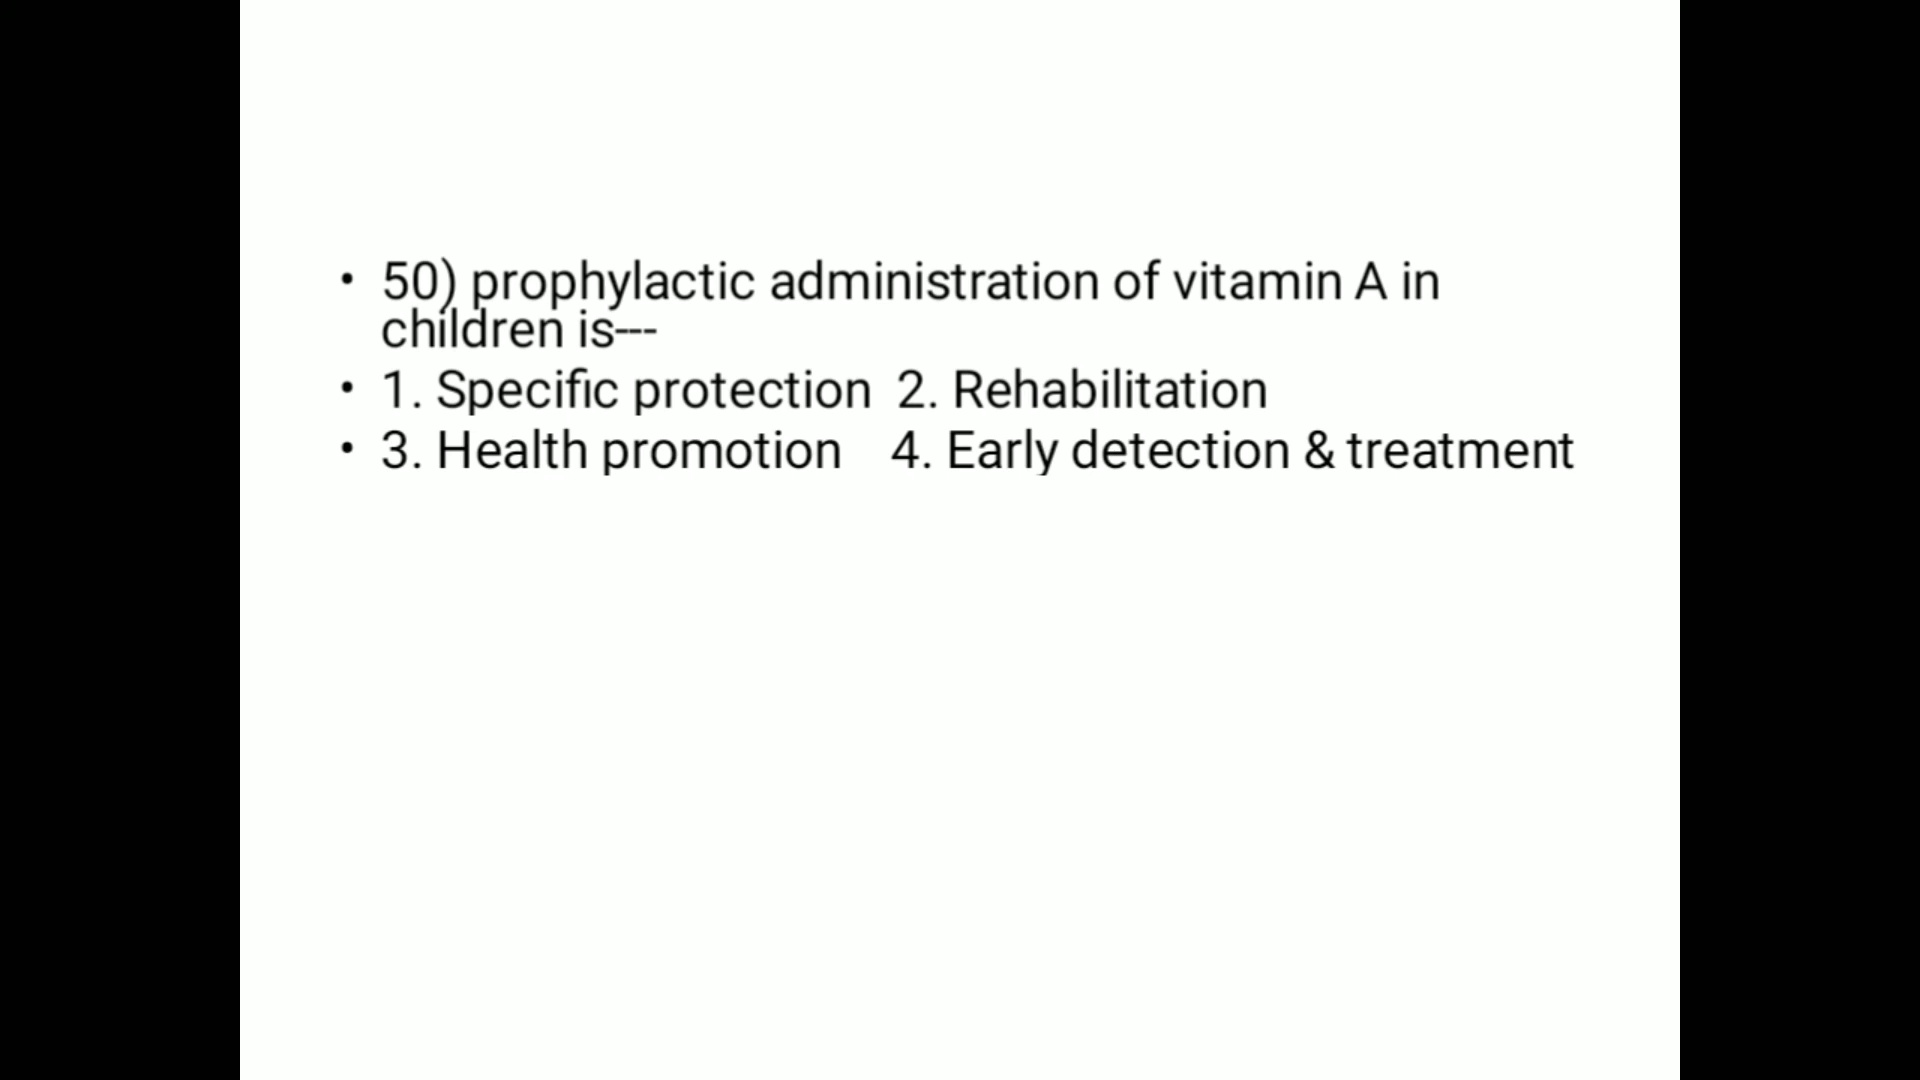 • 50) prophylactic administration of vitamin A in
children is---
• 1. Specific protection  2. Rehabilitation
• 3. Health promotion    4. Early detection & treatment